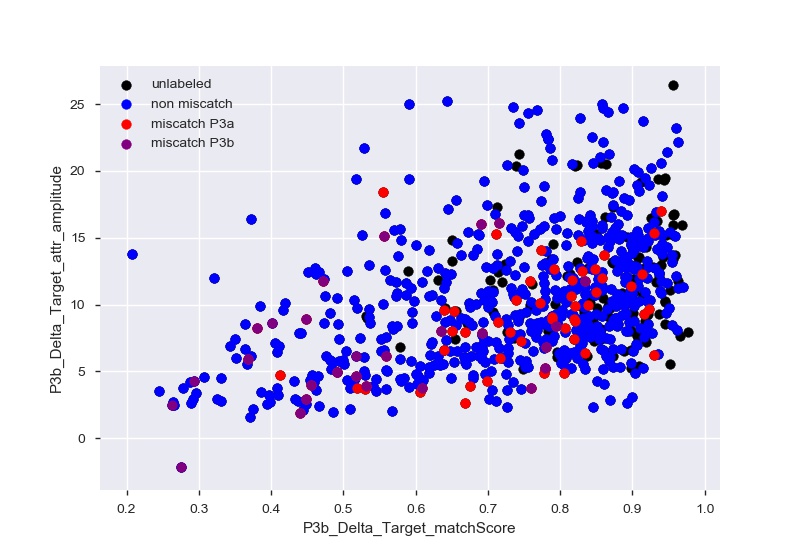 unlabeled
non miscatch
miscatch P3a
miscatch P3b
25
20
15
10
5
0
P3b_Delta_Target_attr_amplitude
0.2 0.3 0.4 0.5 0.6 0.7 0.8 0.9 1.0
P3b_Delta_Target_matchScore